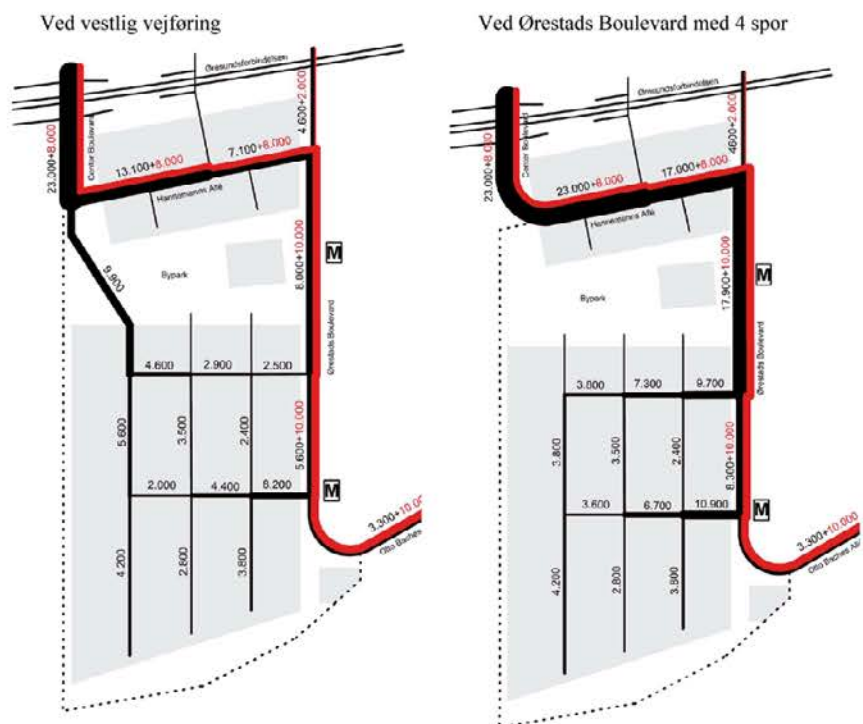 Ved vestlig vejføring
Øresundsforbindelsen
4.600+2.000
23.000+8.000
Center Boulevard
13.100+8.000
7.100+8.000
Hannemanns Allé
9.900
Bypark
8.800+10.000
M
Ørestads Boulevard
4.600
2.900
2.500
5.600
3.500
2.400
5.600+10.000
2.000
4.400
6.200
M
4.200
2.800
3.800
3.300+10.000
Otto Baches
Ved Ørestads Boulevard med 4 spor
Øresundsforbindelsen
4600+2.000
23.000+8.000
Center Boulevard
23.000+8.000
17.000+8.000
Hannemanns Allé
Bypark
17.900+10.000
M
Ørestads Boulevard
3.800
7.300
9.700
3.800
3.500
2.400
8.300+10.000
3.600
6.700
10.900
M
4.200
2.800
3.800
3.300+10.000
Otto Baches Allé